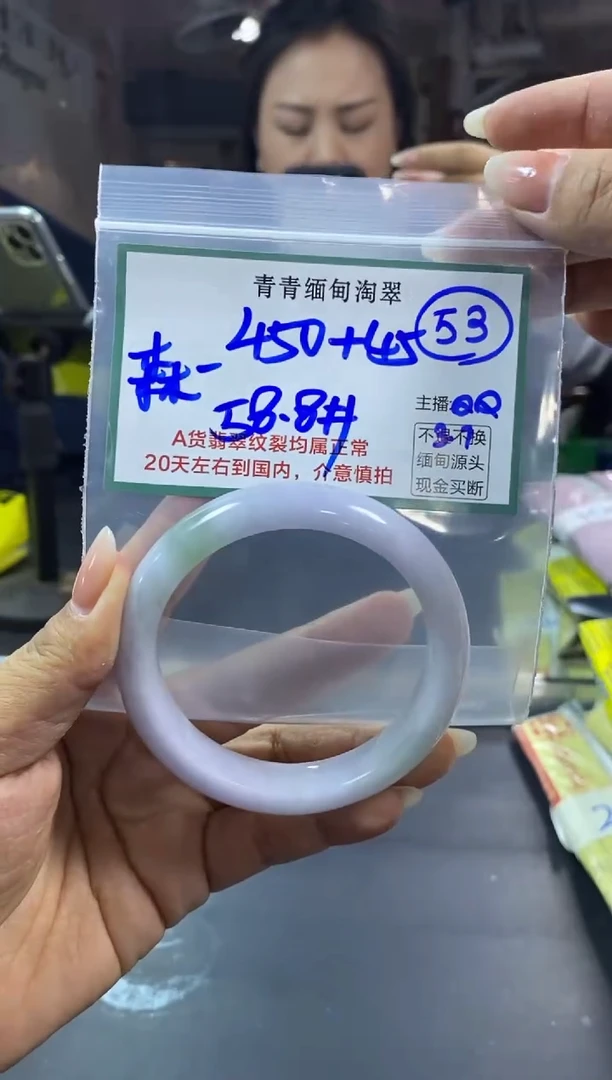 青青缅甸淘翠
53
450+45
58.8#
主播:QQ
A货翡翠纹裂均属正常
20天左右到国内，介意慎拍
不退不换
缅甸源头
现金买断